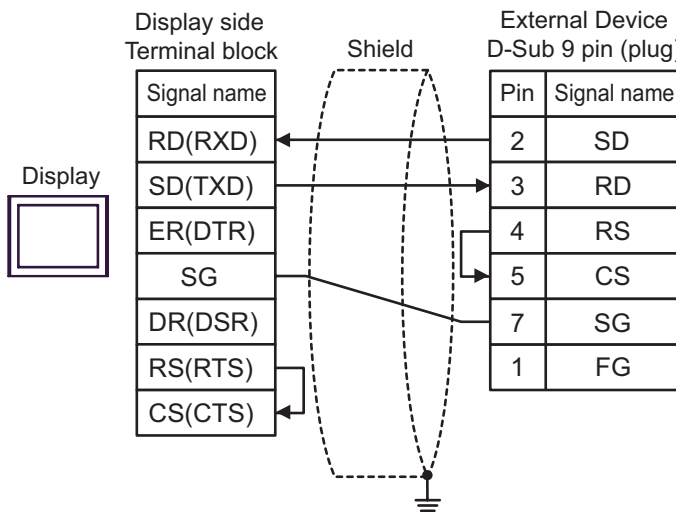 Display side
Terminal block
Shield
External Device
D-Sub 9 pin (plug)
Signal name
Pin Signal name
RD(RXD)
2 SD
Display
SD(TXD)
3 RD
ER(DTR)
4 RS
SG
5 CS
DR(DSR)
7 SG
RS(RTS)
1 FG
CS(CTS)